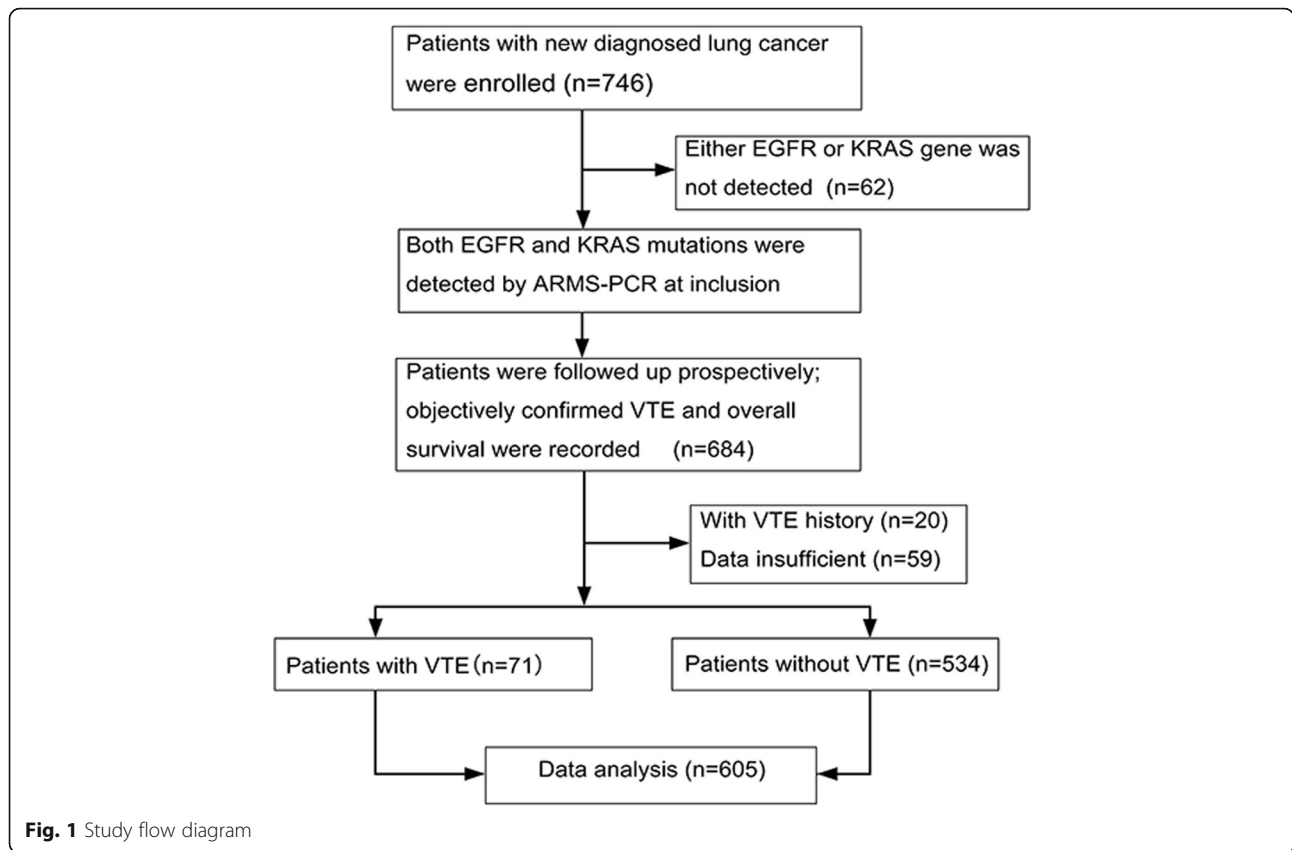 Patients with new diagnosed lung cancer
were enrolled (n=746)
Either EGFR or KRAS gene was
not detected (n=62)
Both EGFR and KRAS mutations were
detected by ARMS-PCR at inclusion
Patients were followed up prospectively;
objectively confirmed VTE and overall
survival were recorded (n=684)
With VTE history (n=20)
Data insufficient (n=59)
Patients with VTE(n=71)
Patients without VTE (n=534)
Data analysis (n=605)
Fig. 1 Study flow diagram